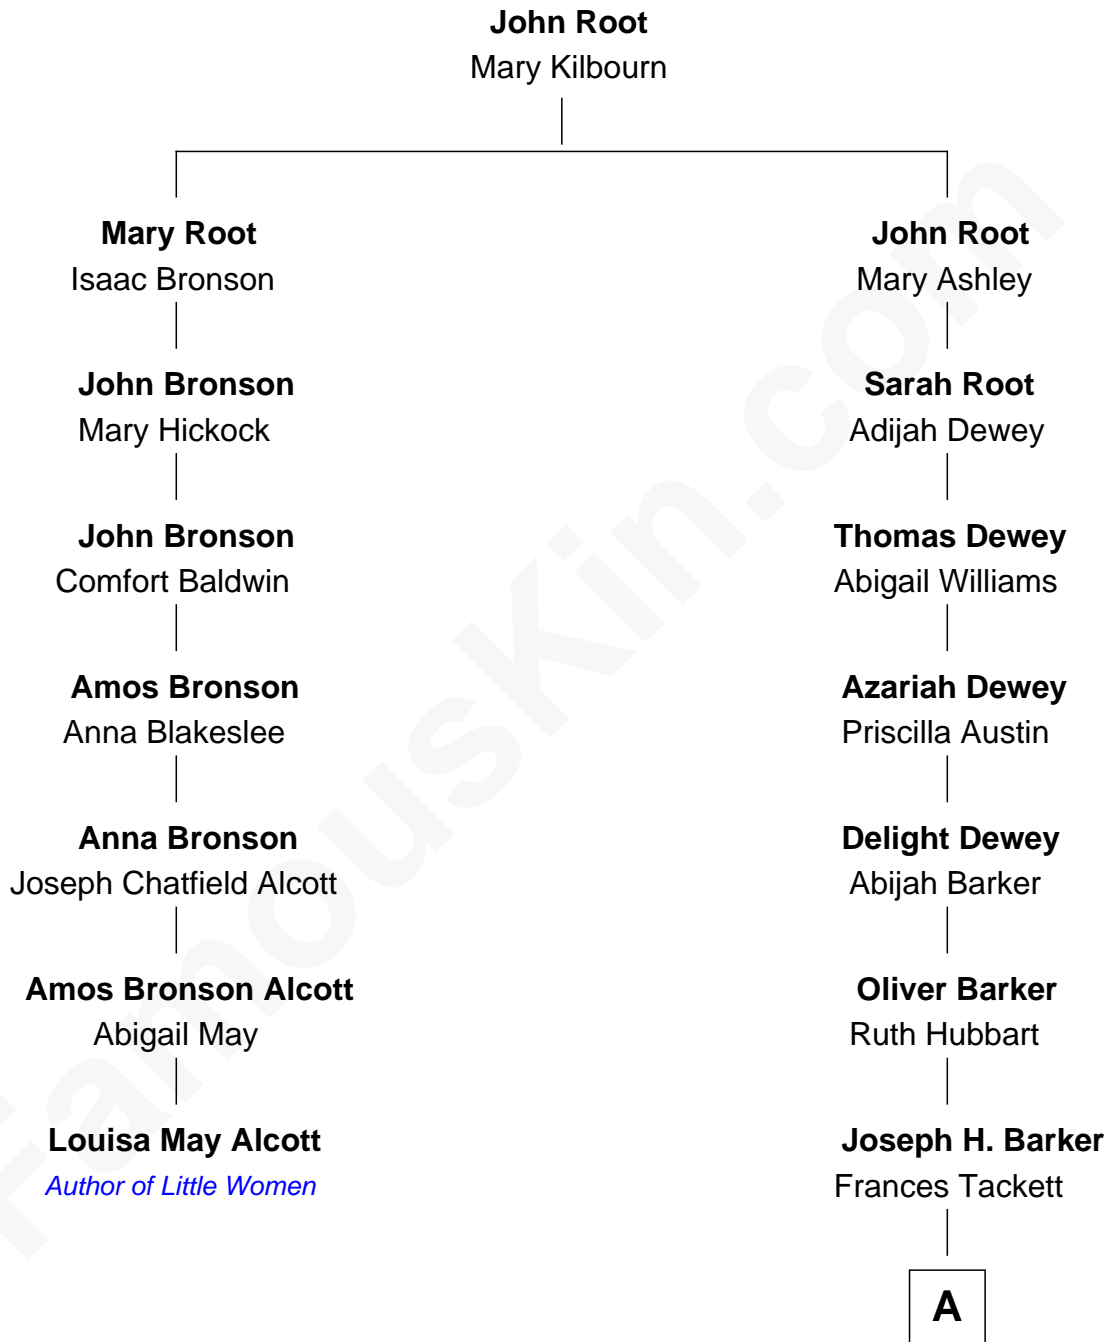 John Root
Mary Kilbourn
Mary Root
Isaac Bronson
John Root
Mary Ashley
John Bronson
Mary Hickock
Sarah Root
Adijah Dewey
John Bronson
Comfort Baldwin
Thomas Dewey
Abigail Williams
Amos Bronson
Anna Blakeslee
Azariah Dewey
Priscilla Austin
Anna Bronson
Joseph Chatfield Alcott
Delight Dewey
Abijah Barker
Amos Bronson Alcott
Abigail May
Oliver Barker
Ruth Hubbart
Louisa May Alcott
Author of Little Women
Joseph H. Barker
Frances Tackett
A
FamousKin.com